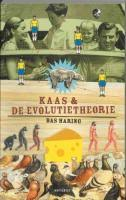 KAAS &
DE EVOLUTIETHEORIE
BAS HARING